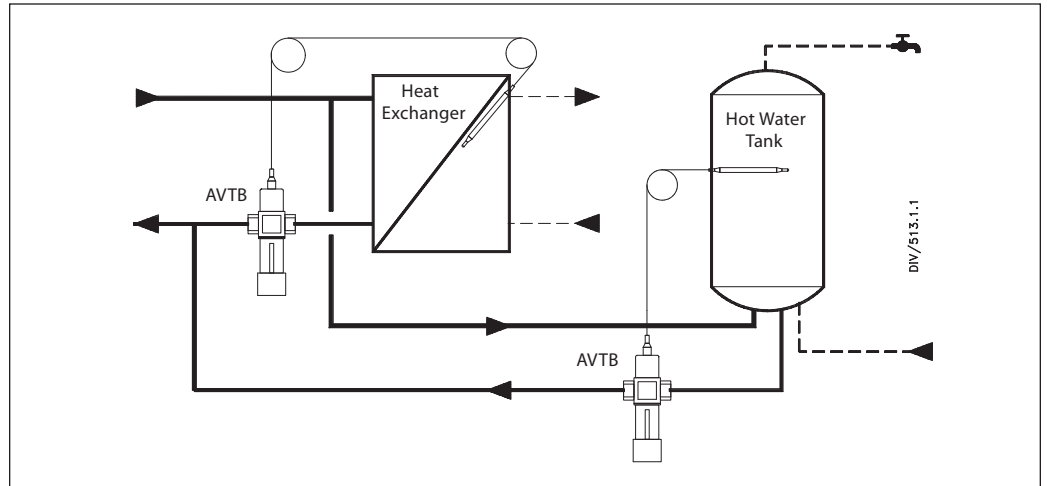 Heat
Exchanger
Hot Water
Tank
AVTB
DIV/513.1.1
AVTB